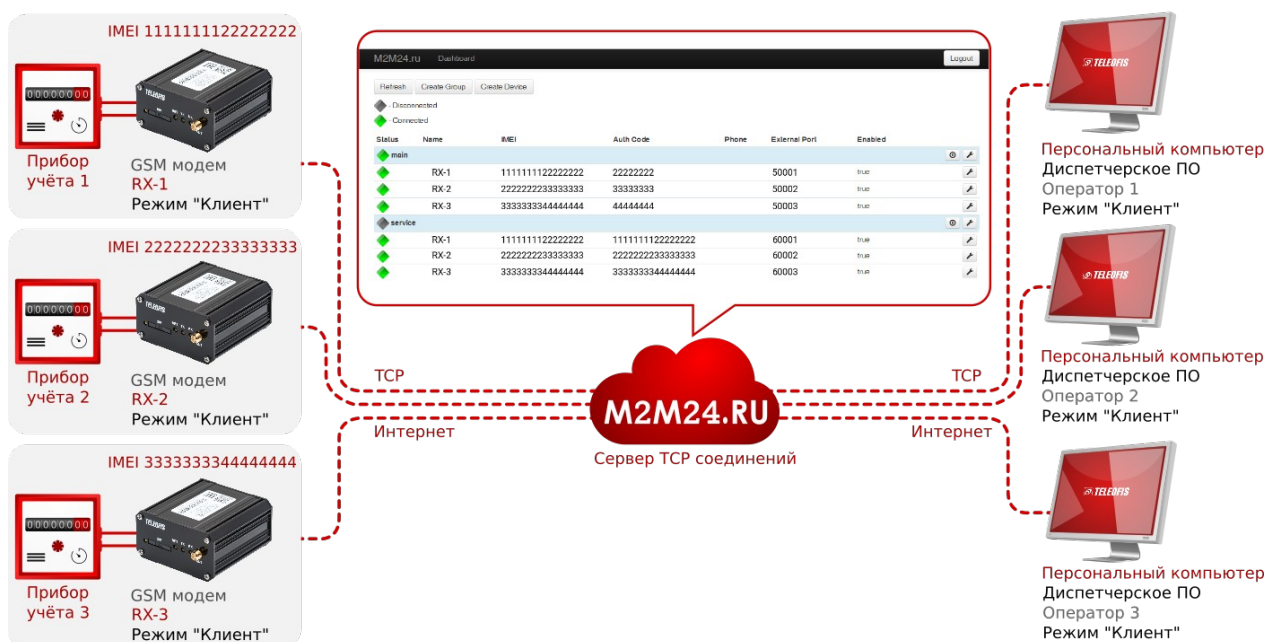 IMEI 1111111122222222
Прибор
учёта 1
GSM модем
RX-1
Режим "Клиент"
IMEI 2222222233333333
Прибор
учёта 2
GSM модем
RX-2
Режим "Клиент"
IMEI 3333333344444444
Прибор
учёта 3
GSM модем
RX-3
Режим "Клиент"
M2M24.ru Dashboard Logout
Refresh Create Group Create Device
- Disconnected
- Connected
Status Name IMEI Auth Code Phone External Port Enabled
main
RX-1 1111111122222222 22222222 50001 true
RX-2 2222222233333333 33333333 50002 true
RX-3 3333333344444444 44444444 50003 true
service
RX-1 1111111122222222 1111111122222222 60001 true
RX-2 2222222233333333 2222222233333333 60002 true
RX-3 3333333344444444 3333333344444444 60003 true
TCP
Интернет
M2M24.RU
Сервер TCP соединений
TCP
Интернет
TELEOFIS
Персональный компьютер
Диспетчерское ПО
Оператор 1
Режим "Клиент"
TELEOFIS
Персональный компьютер
Диспетчерское ПО
Оператор 2
Режим "Клиент"
TELEOFIS
Персональный компьютер
Диспетчерское ПО
Оператор 3
Режим "Клиент"